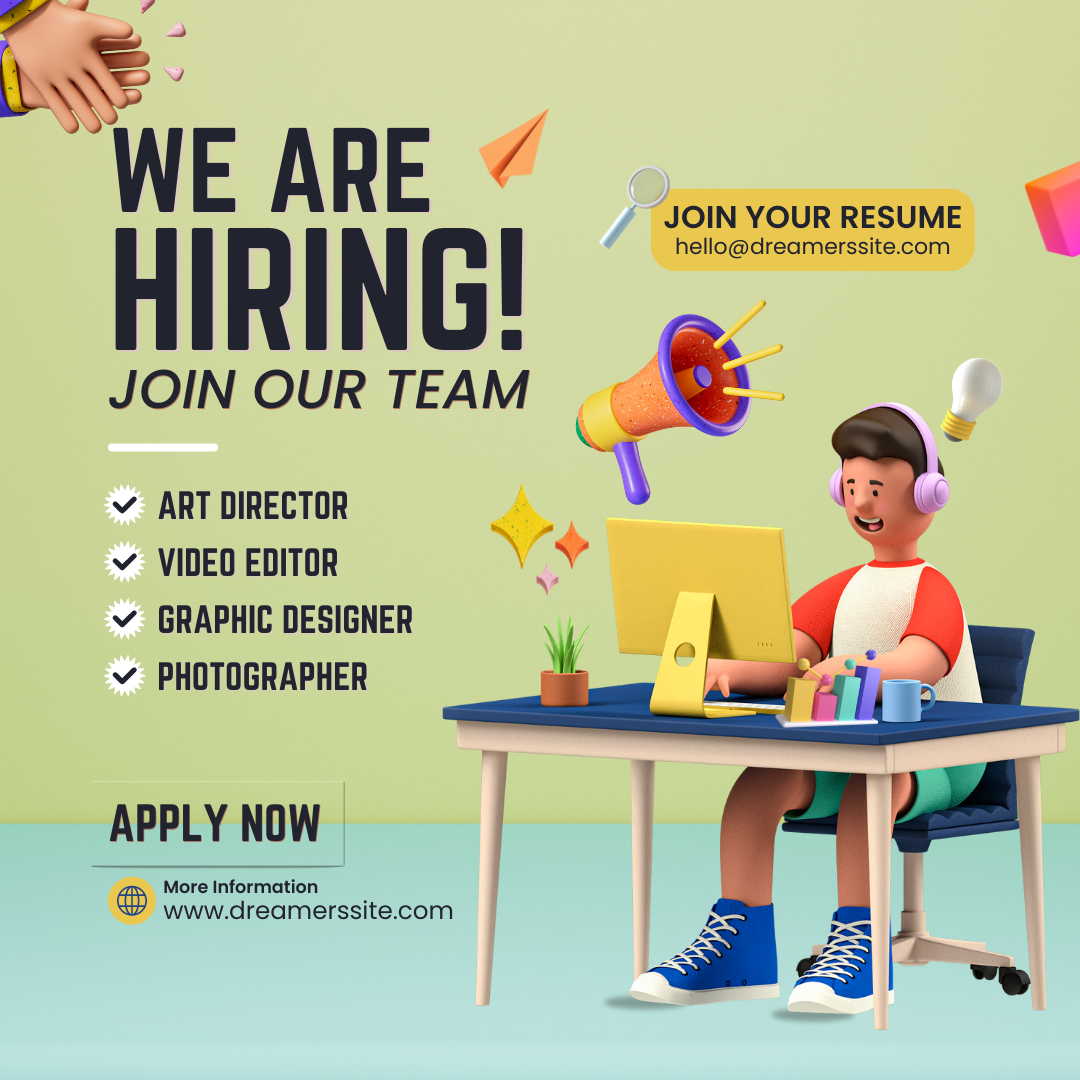 WE ARE
HIRING!
JOIN OUR TEAM
JOIN YOUR RESUME
hello@dreamerssite.com
ART DIRECTOR
VIDEO EDITOR
GRAPHIC DESIGNER
PHOTOGRAPHER
APPLY NOW
More Information
www.dreamerssite.com